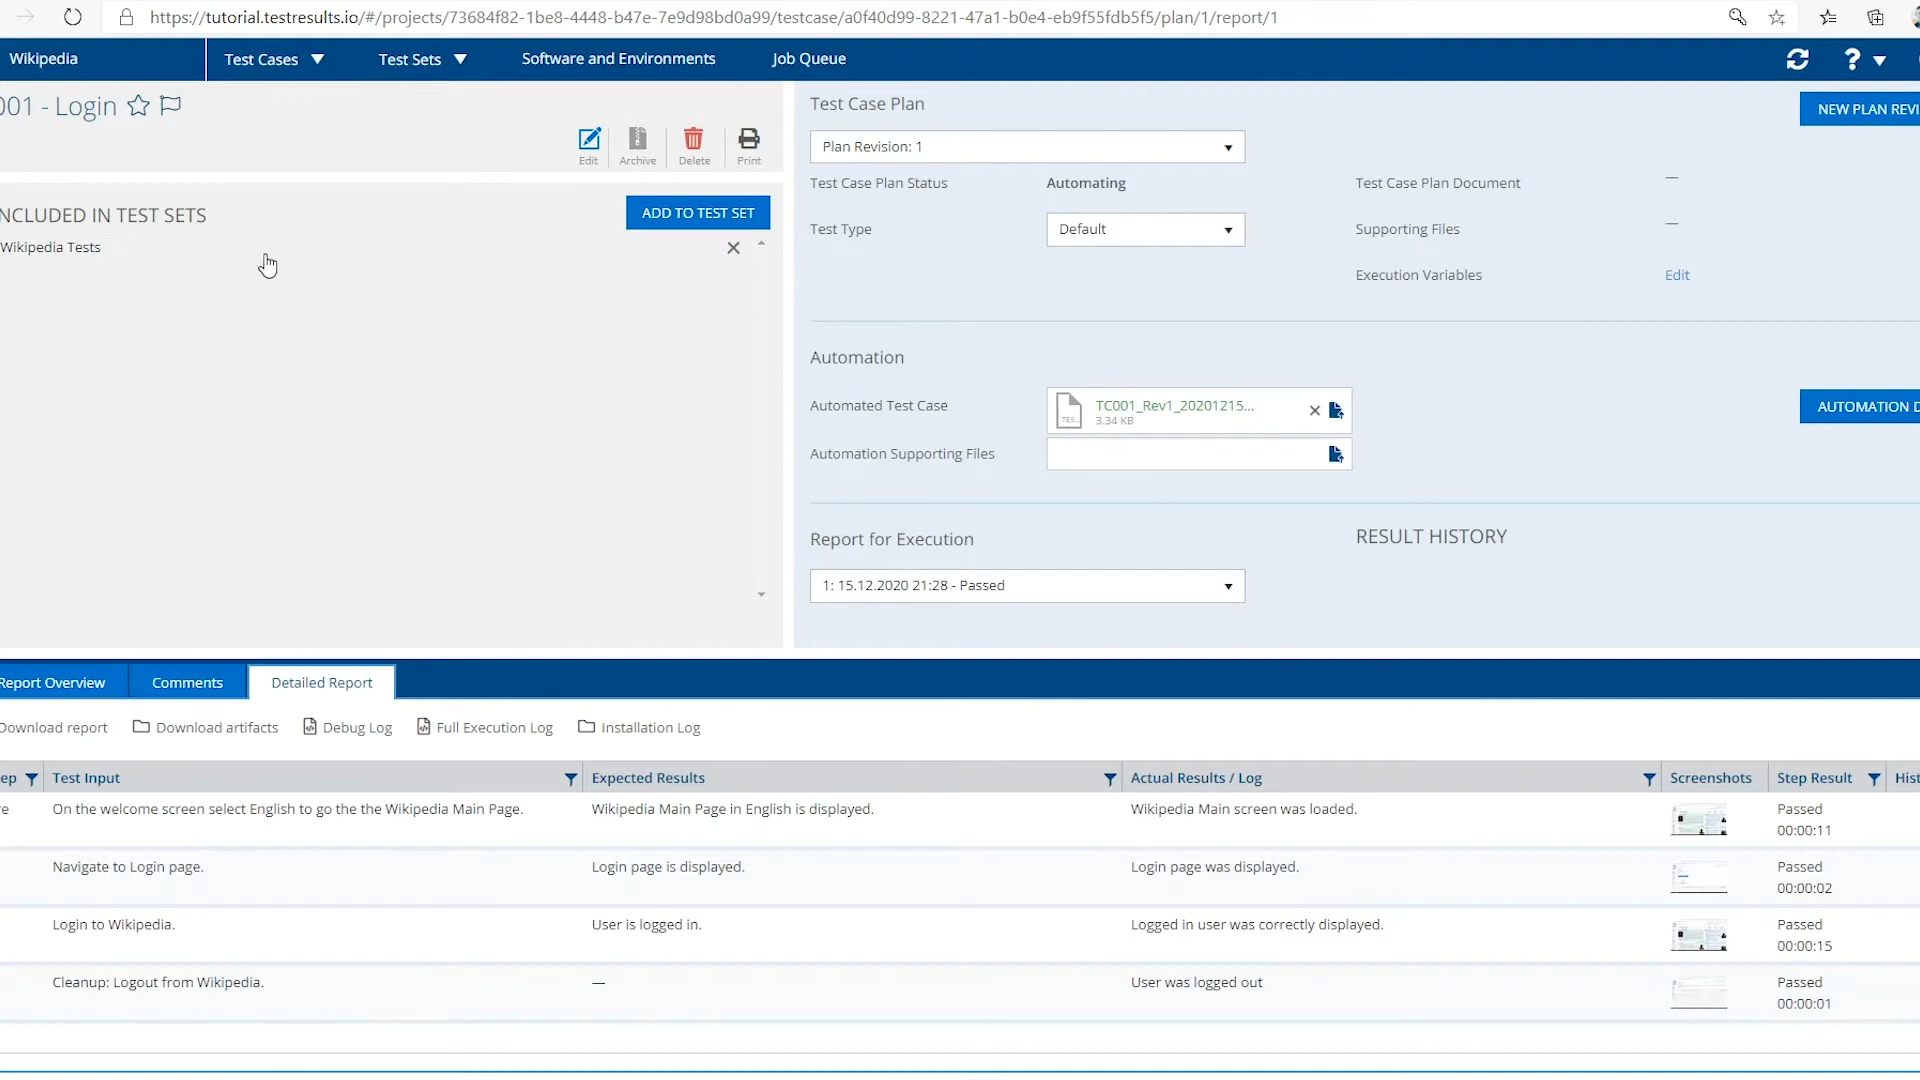 https://tutorial.testresults.io/#/projects/73684f82-1be8-4448-b47e-7e9d98bd0a99/testcase/a0f40d99-8221-47a1-b0e4-eb9f55fdb5f5/plan/1/report/1
Wikipedia
Test Cases
Test Sets
Software and Environments
Job Queue
?
001 - Login
Edit
Archive
Delete
Print
NCLUDED IN TEST SETS
ADD TO TEST SET
Wikipedia Tests
Test Case Plan
NEW PLAN REVI
Plan Revision: 1
Test Case Plan Status
Automating
Test Case Plan Document
—
Test Type
Default
Supporting Files
—
Execution Variables
Edit
Automation
Automated Test Case
TES...
TC001_Rev1_20201215...
3.34 KB
AUTOMATION D
Automation Supporting Files
Report for Execution
RESULT HISTORY
1: 15.12.2020 21:28 - Passed
Report Overview
Comments
Detailed Report
Download report
Download artifacts
Debug Log
Full Execution Log
Installation Log
ep
Test Input
Expected Results
Actual Results / Log
Screenshots
Step Result
Hist
re
On the welcome screen select English to go the the Wikipedia Main Page.
Wikipedia Main Page in English is displayed.
Wikipedia Main screen was loaded.
Passed
00:00:11
Navigate to Login page.
Login page is displayed.
Login page was displayed.
Passed
00:00:02
Login to Wikipedia.
User is logged in.
Logged in user was correctly displayed.
Passed
00:00:15
Cleanup: Logout from Wikipedia.
—
User was logged out
Passed
00:00:01